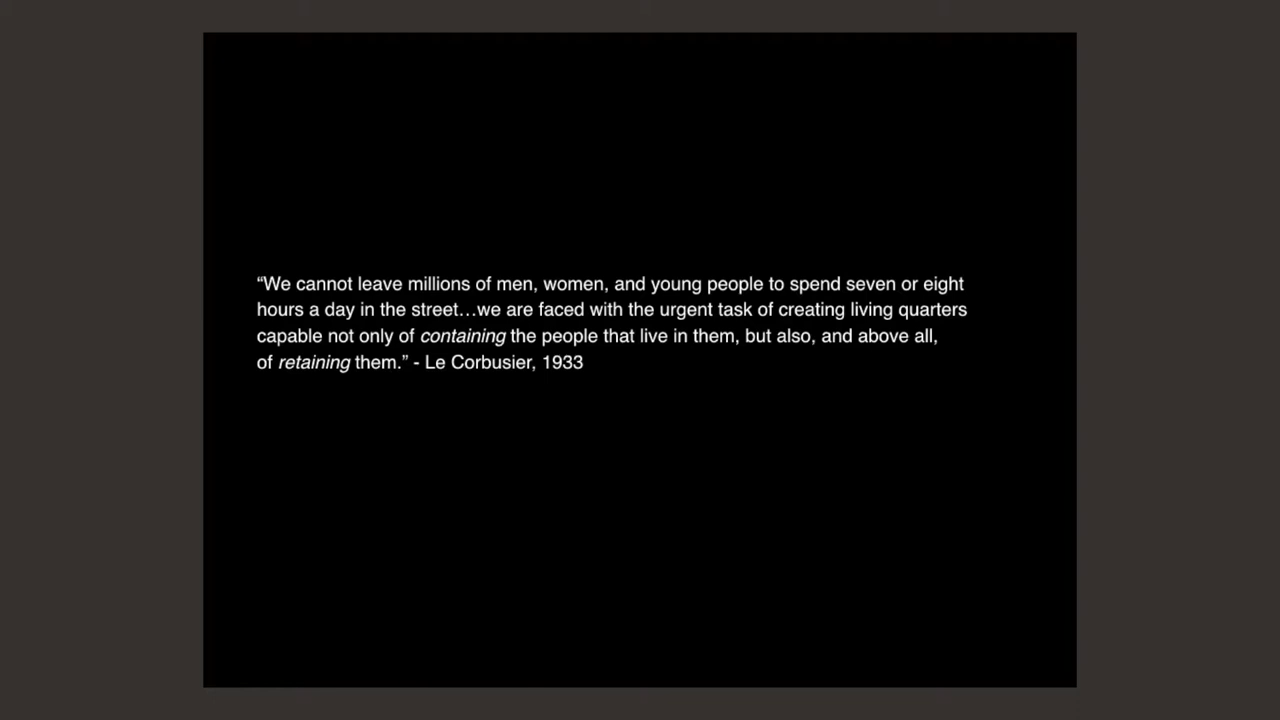 “We cannot leave millions of men, women, and young people to spend seven or eight
hours a day in the street…we are faced with the urgent task of creating living quarters
capable not only of containing the people that live in them, but also, and above all,
of retaining them.” - Le Corbusier, 1933